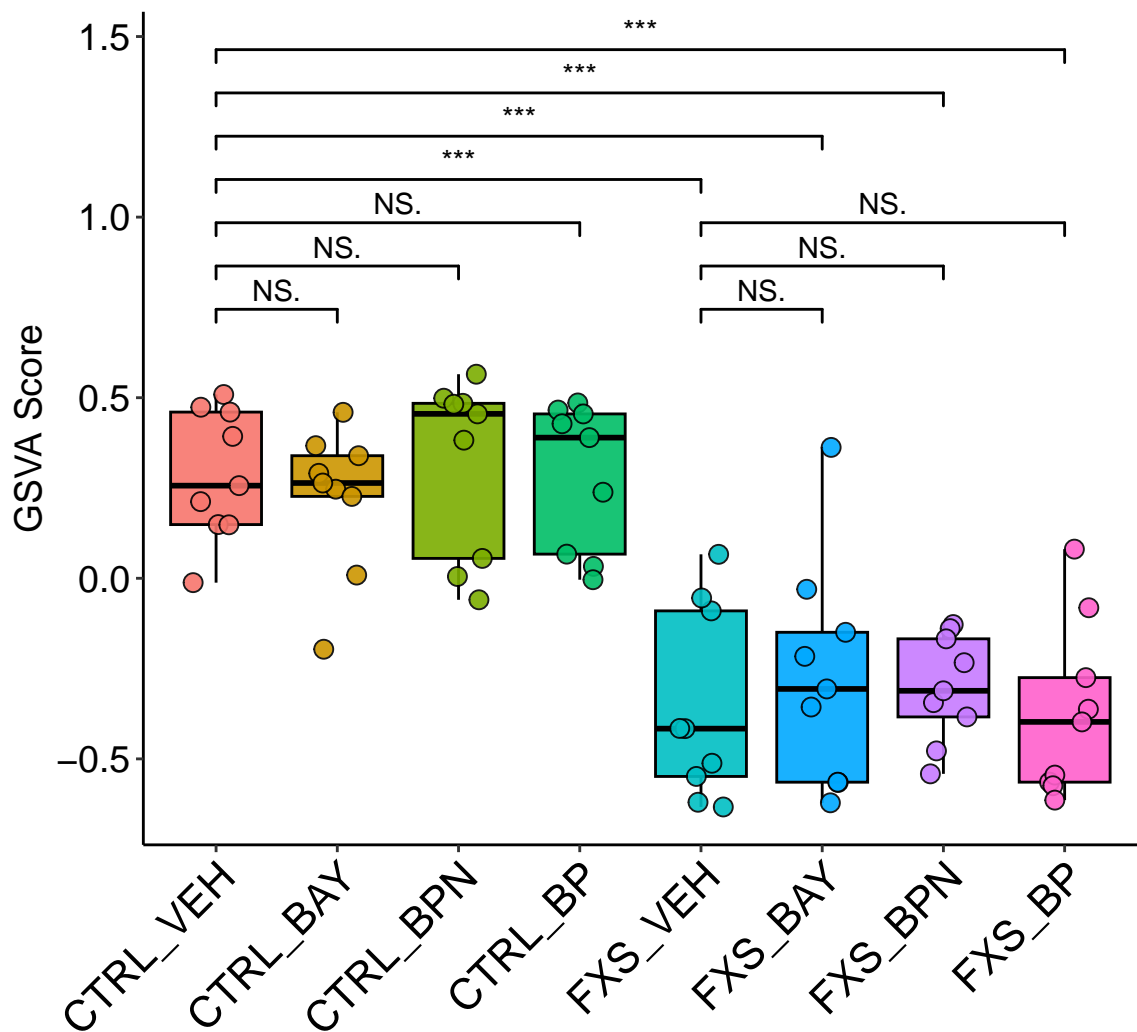 1.5
***
***
***
***
1.0
NS.
NS.
NS.
NS.
NS.
NS.
0.5
GSVA Score
0.0
−0.5
CTRL_VEH
CTRL_BAY
CTRL_BPN
CTRL_BP
FXS_VEH
FXS_BAY
FXS_BPN
FXS_BP